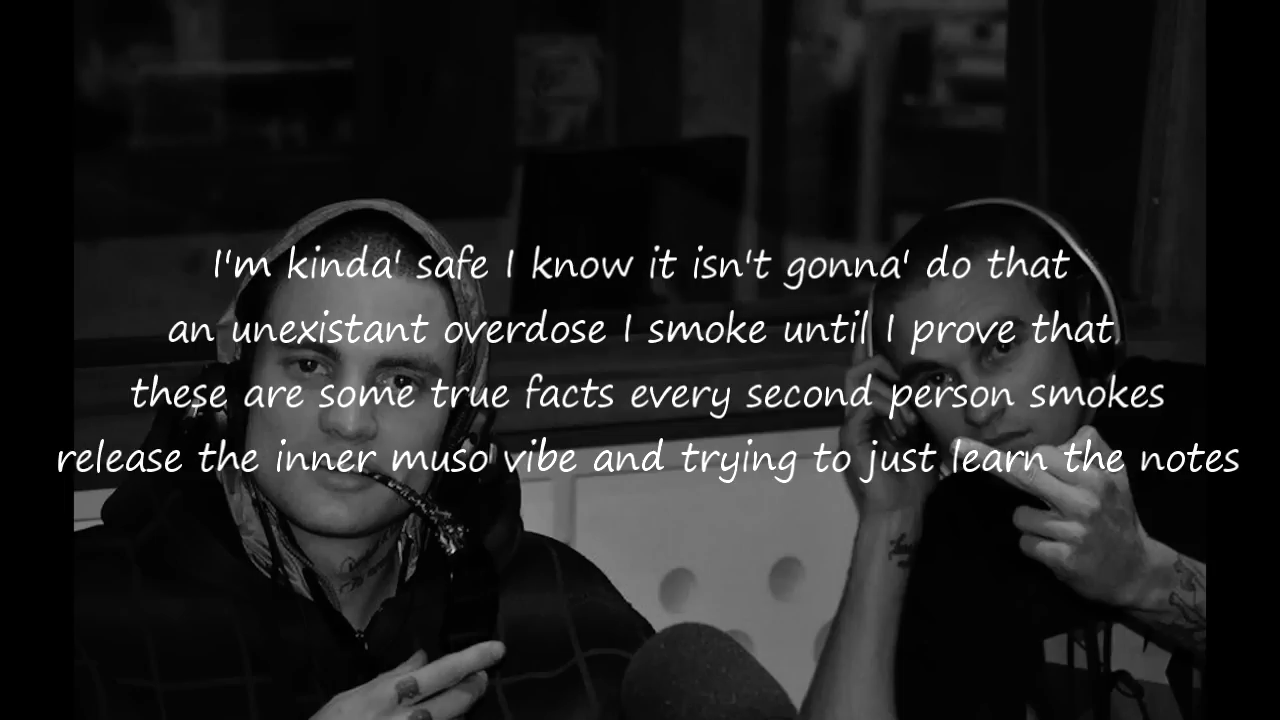 I'm kinda' safe I know it isn't gonna' do that
an unexistant overdose I smoke until I prove that
these are some true facts every second person smokes
release the inner muso vibe and trying to just learn the notes